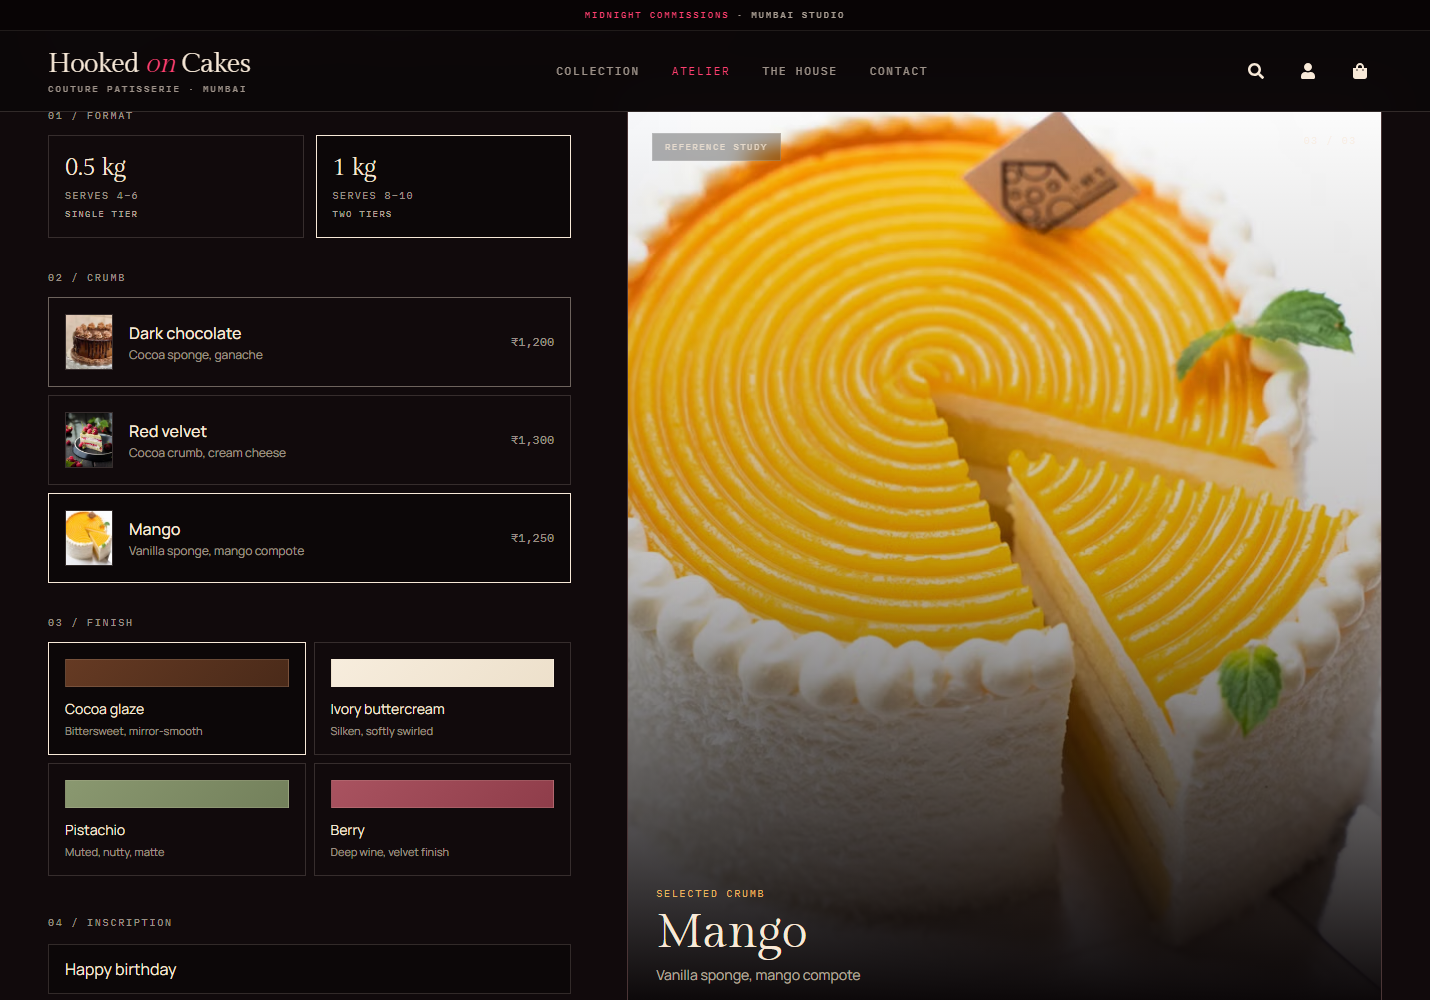 MIDNIGHT COMMISSIONS · MUMBAI STUDIO
Hooked on Cakes
COUTURE PATISSERIE · MUMBAI
COLLECTION
ATELIER
THE HOUSE
CONTACT
01 / FORMAT
0.5 kg
SERVES 4–6
SINGLE TIER
1 kg
SERVES 8–10
TWO TIERS
02 / CRUMB
Dark chocolate
Cocoa sponge, ganache
₹1,200
Red velvet
Cocoa crumb, cream cheese
₹1,300
Mango
Vanilla sponge, mango compote
₹1,250
03 / FINISH
Cocoa glaze
Bittersweet, mirror-smooth
Ivory buttercream
Silken, softly swirled
Pistachio
Muted, nutty, matte
Berry
Deep wine, velvet finish
04 / INSCRIPTION
Happy birthday
REFERENCE STUDY
SELECTED CRUMB
Mango
Vanilla sponge, mango compote